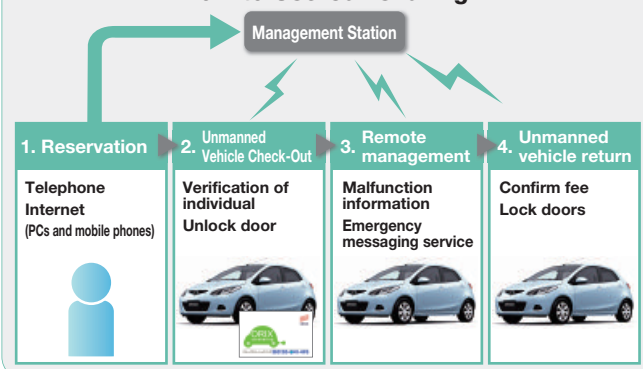 Management Station
1. Reservation
Telephone
Internet
(PCs and mobile phones)
2. Unmanned
Vehicle Check-Out
Verification of
individual
Unlock door
ORIX
3. Remote
management
Malfunction
information
Emergency
messaging service
4. Unmanned
vehicle return
Confirm fee
Lock doors